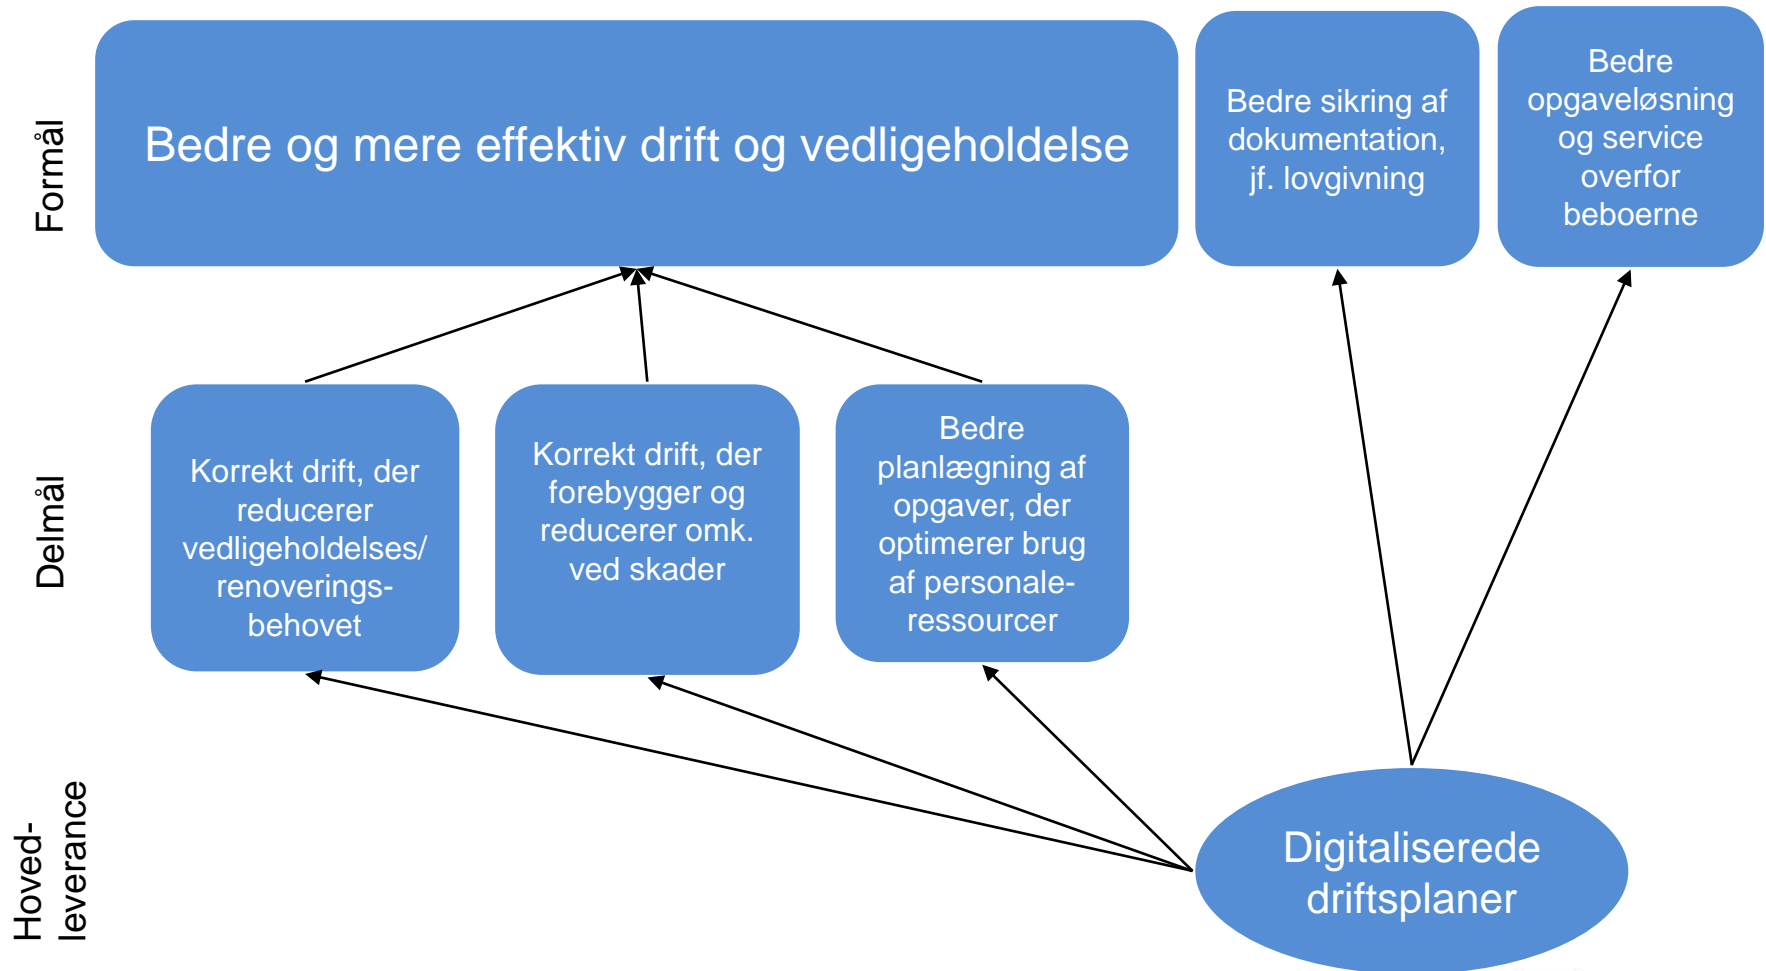 Formål
Bedre og mere effektiv drift og vedligeholdelse
Bedre sikring af
dokumentation,
jf. lovgivning
Bedre
opgaveløsning
og service
overfor
beboerne
Delmål
Korrekt drift, der
reducerer
vedligeholdelses/
renoverings-
behovet
Korrekt drift, der
forebygger og
reducerer omk.
ved skader
Bedre
planlægning af
opgaver, der
optimerer brug
af personale-
ressourcer
Hoved-
leverance
Digitaliserede
driftsplaner